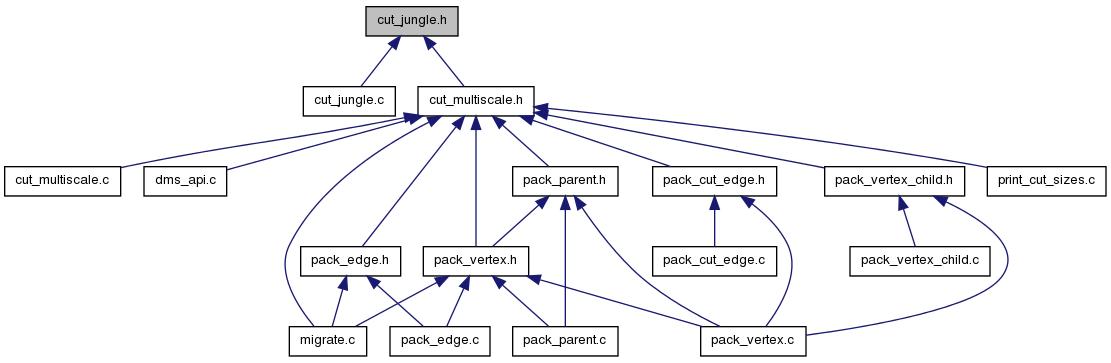 cut_jungle.h
cut_jungle.c
cut_multiscale.h
cut_multiscale.c
dms_api.c
pack_parent.h
pack_cut_edge.h
pack_vertex_child.h
print_cut_sizes.c
pack_edge.h
pack_vertex.h
pack_cut_edge.c
pack_vertex_child.c
migrate.c
pack_edge.c
pack_parent.c
pack_vertex.c